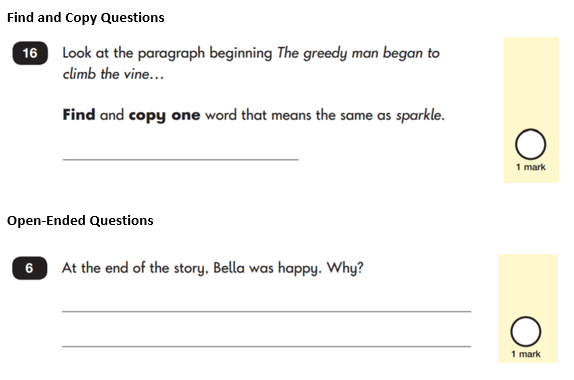 Find and Copy Questions
16 Look at the paragraph beginning The greedy man began to
climb the vine...
Find and copy one word that means the same as sparkle.
1 mark
Open-Ended Questions
6 At the end of the story, Bella was happy. Why?
1 mark